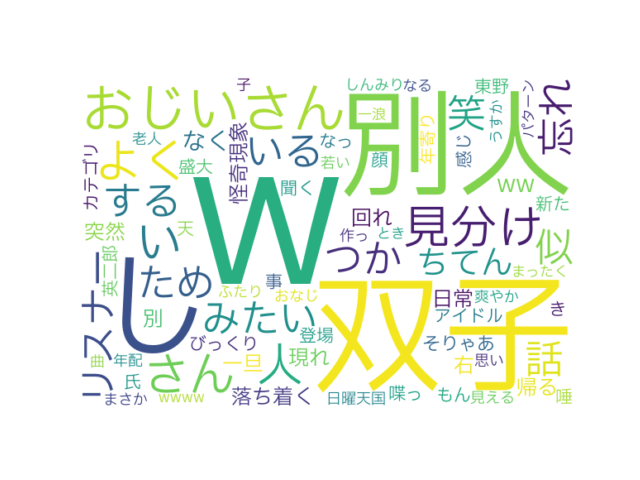 しんみり なる 子 東野
おじいさん 別人 笑 忘れ
一浪 うすか パターン
老人 なく なっ 年寄り 感じ
カテゴリ よく 盛大 怪奇現象 いる 若い 顔 ww
する w 聞く 回れ 見分け 新た 似
突然 天 い つか 作っ とき ちてん まったく
英二郎 ため 事
リスナー し ふたり おなじ 双子 日常 爽やか
別 みたい 登場 アイドル き
びっくり そりゃあ 話
曲 年配 さん 一旦 人 現れ 右 思い 帰る
氏 まさか wwww 落ち着く 日曜天国 喋っ もん 見える 唾